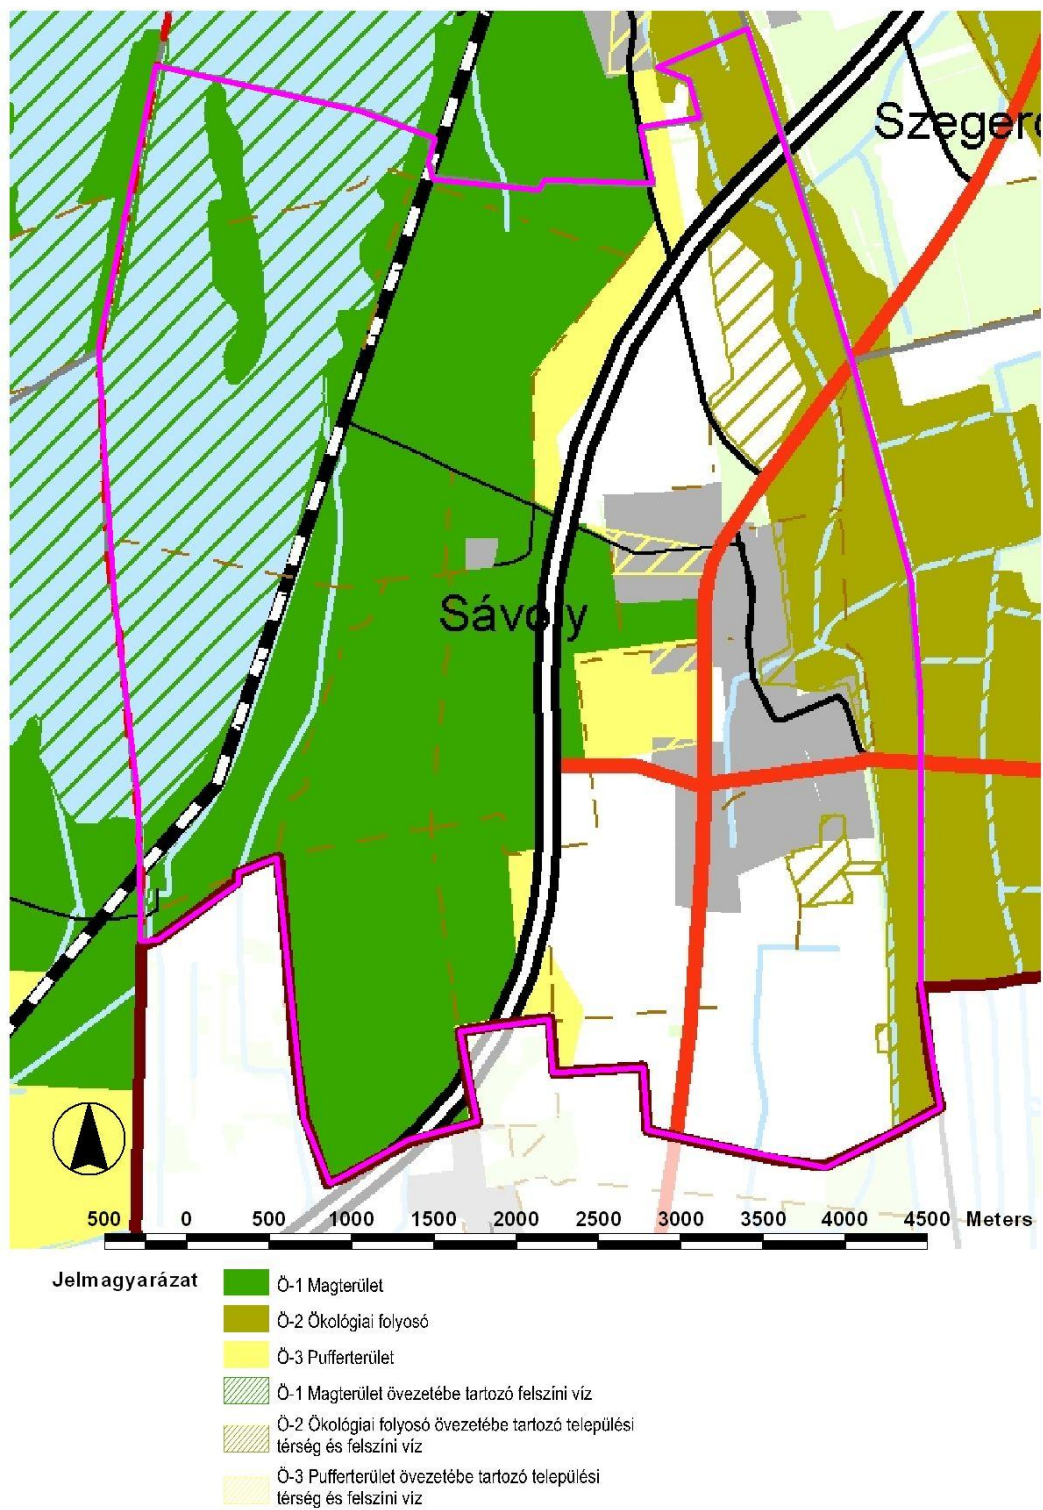 Szegerd
Sávoly
500 0 500 1000 1500 2000 2500 3000 3500 4000 4500 Meters
Jelmagyarázat
Ö-1 Magterület
Ö-2 Ökológiai folyosó
Ö-3 Pufferterület
Ö-1 Magterület övezetébe tartozó felszíni víz
Ö-2 Ökológiai folyosó övezetébe tartozó települési
térség és felszíni víz
Ö-3 Pufferterület övezetébe tartozó települési
térség és felszíni víz